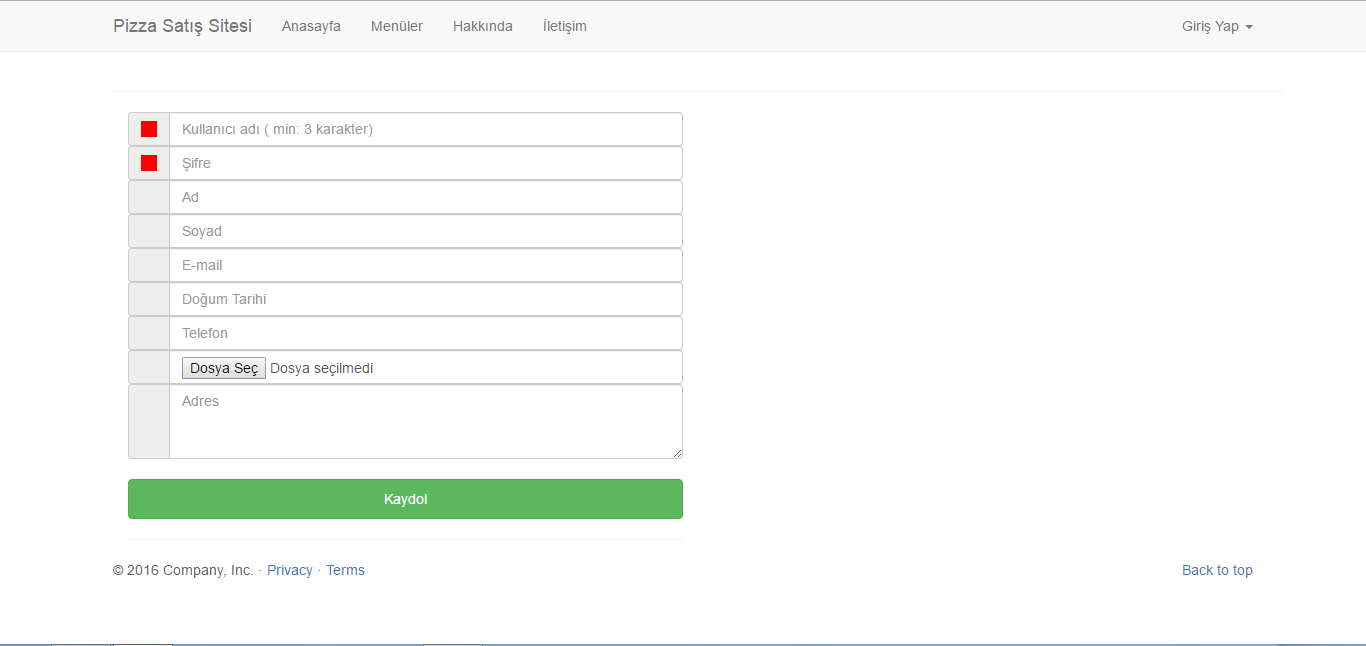 Pizza Satış Sitesi Anasayfa Menüler Hakkında İletişim Giriş Yap
Kullanıcı adı ( min: 3 karakter)
Şifre
Ad
Soyad
E-mail
Doğum Tarihi
Telefon
Dosya Seç Dosya seçilmedi
Adres
Kaydol
© 2016 Company, Inc. · Privacy · Terms Back to top